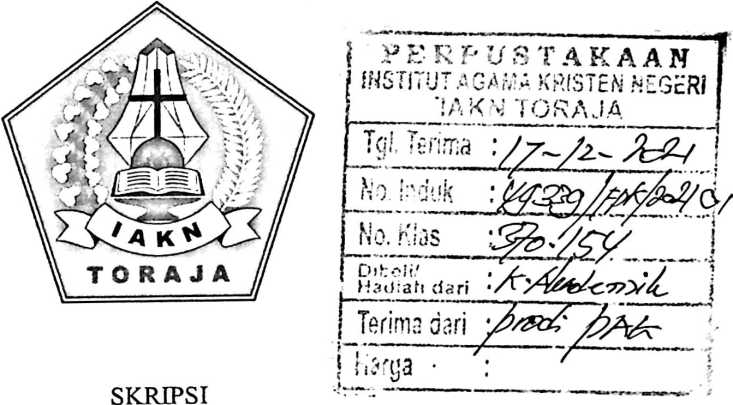 IAKN
TORAJA
SKRIPSI
PERPUSTAKAAN
INSTITUT AGAMA KRISTEN NEGERI
IAKN TORAJA
Tgl. Terima : 17-12-2021
No. Induk : 49339/FPK/2021 C1
No. Klas : 370.154
Dibeli/
Hadiah dari : K. Akademik
Terima dari : prodi PAK
Harga :